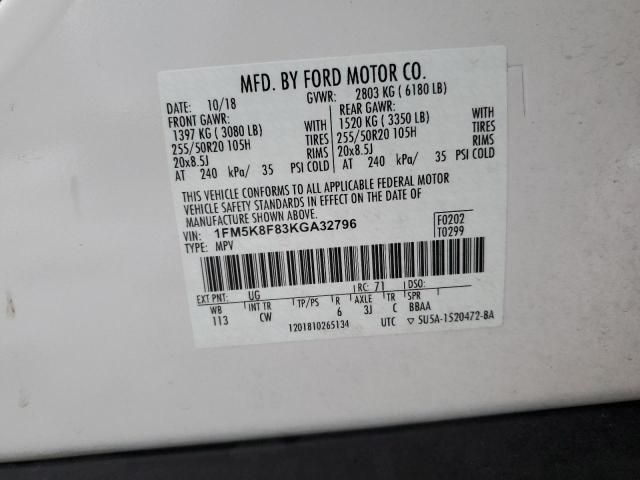 MFD. BY FORD MOTOR CO.
DATE: 10/18 GVWR: 2803 KG ( 6180 LB)
FRONT GAWR: REAR GAWR:
1397 KG ( 3080 LB) WITH 1520 KG ( 3350 LB) WITH
255/50R20 105H TIRES 255/50R20 105H TIRES
20x8.5J RIMS 20x8.5J RIMS
AT 240 kPa/ 35 PSI COLD AT 240 kPa/ 35 PSI COLD
THIS VEHICLE CONFORMS TO ALL APPLICABLE FEDERAL MOTOR
VEHICLE SAFETY STANDARDS IN EFFECT ON THE DATE OF
MANUFACTURE SHOWN ABOVE.
VIN: 1FM5K8F83KGA32796 F0202
TYPE: MPV T0299
EXT PNT: UG RC: 71 DSO:
WB INT TR TP/PS R AXLE TR SPR
113 CW 6 3J C BBAA
1201810265134 UTC ▽ SU5A-1520472-BA